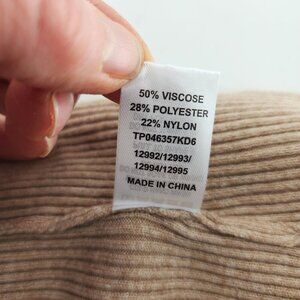 50% VISCOSE
28% POLYESTER
22% NYLON
TP046357KD6
12992/12993/
12994/12995
MADE IN CHINA